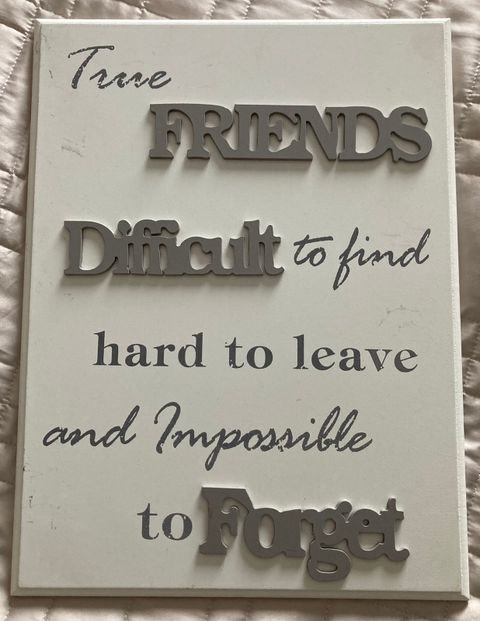 True
FRIENDS
Difficult to find
hard to leave
and Impossible
to Forget